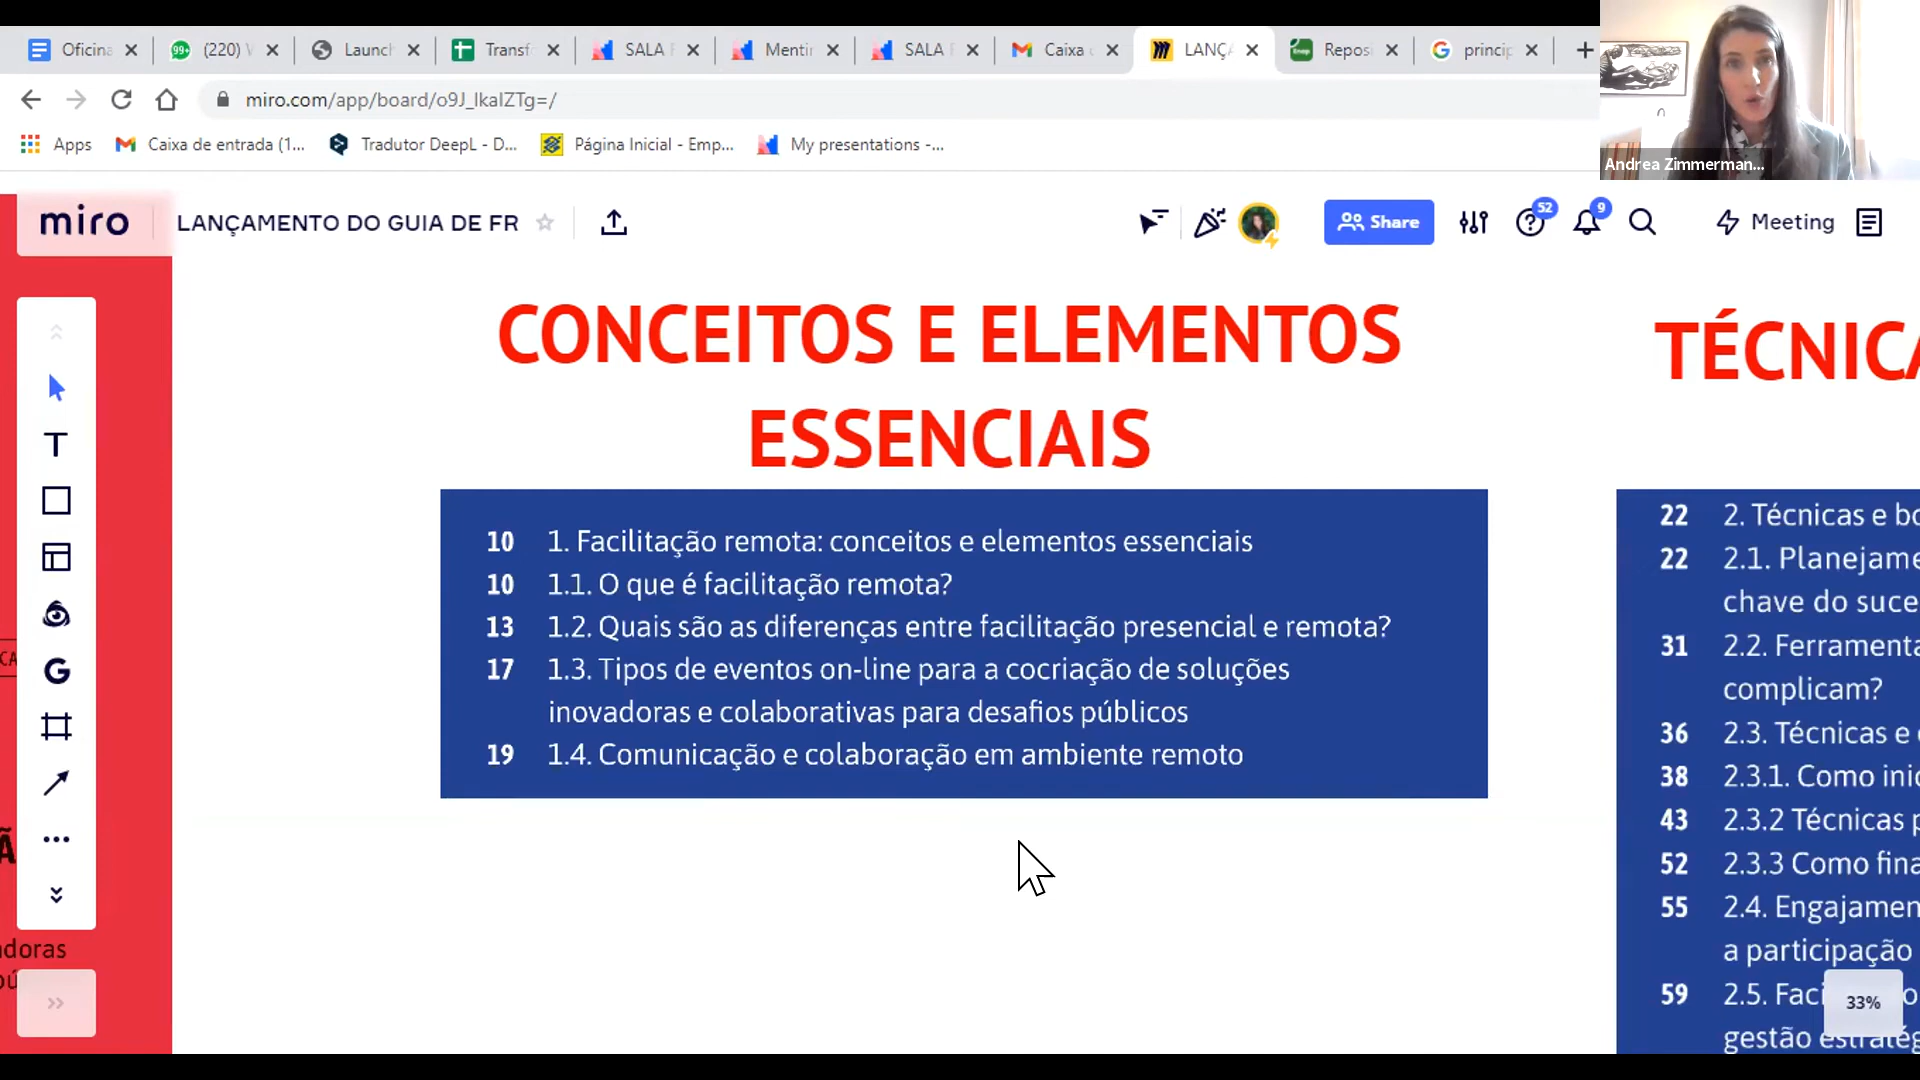 Oficina
(220)
Launch
Transf
SALA
Mentir
SALA
Caixa
LANÇA
Reposi
princip
miro.com/app/board/o9J_lkaIZTg=/
Apps
Caixa de entrada (1...
Tradutor DeepL - D...
Página Inicial - Emp...
My presentations -...
Andrea Zimmerman...
miro
LANÇAMENTO DO GUIA DE FR
Share
52
9
Meeting
CONCEITOS E ELEMENTOS
ESSENCIAIS
10 1. Facilitação remota: conceitos e elementos essenciais
10 1.1. O que é facilitação remota?
13 1.2. Quais são as diferenças entre facilitação presencial e remota?
17 1.3. Tipos de eventos on-line para a cocriação de soluções
inovadoras e colaborativas para desafios públicos
19 1.4. Comunicação e colaboração em ambiente remoto
TÉCNICA
22 2. Técnicas e bo
22 2.1. Planejame
chave do suce
31 2.2. Ferramenta
complicam?
36 2.3. Técnicas e
38 2.3.1. Como inic
43 2.3.2 Técnicas p
52 2.3.3 Como fina
55 2.4. Engajamen
a participação
59 2.5. Faci
gestão estratég
adoras
33%